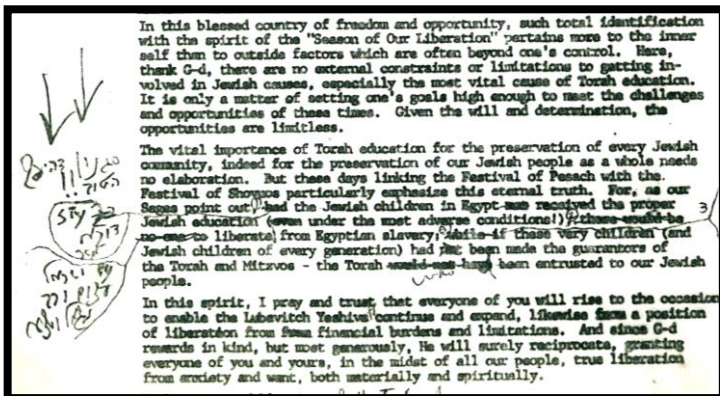 In this blessed country of freedom and opportunity, such total identification
with the spirit of the "Season of Our Liberation" pertains more to the inner
self than to outside factors which are often beyond one's control. Here,
thank G-d, there are no external constraints or limitations to getting in-
volved in Jewish causes, especially the most vital cause of Torah education.
It is only a matter of setting one's goals high enough to meet the challenges
and opportunities of these times. Given the will and determination, the
opportunities are limitless.
The vital importance of Torah education for the preservation of every Jewish
community, indeed for the preservation of our Jewish people as a whole needs
no elaboration. But these days linking the Festival of Pesach with the
Festival of Shovuos particularly emphasize this eternal truth. For, as our
Sages point out, had the Jewish children in Egypt received the proper
Jewish education (even under the most adverse conditions!) there would be
no one to liberate from Egyptian slavery; while if these very children (and
Jewish children of every generation) had been made the guarantors of
the Torah and Mitzvos - the Torah would not have been entrusted to our Jewish
people.
3
In this spirit, I pray and trust that everyone of you will rise to the occasion
to enable the Lubavitch Yeshiva continue and expand, likewise from a position
of liberation from financial burdens and limitations. And since G-d
rewards in kind, but most generously, He will surely reciprocate, granting
everyone of you and yours, in the midst of all our people, true liberation
from anxiety and want, both materially and spiritually.